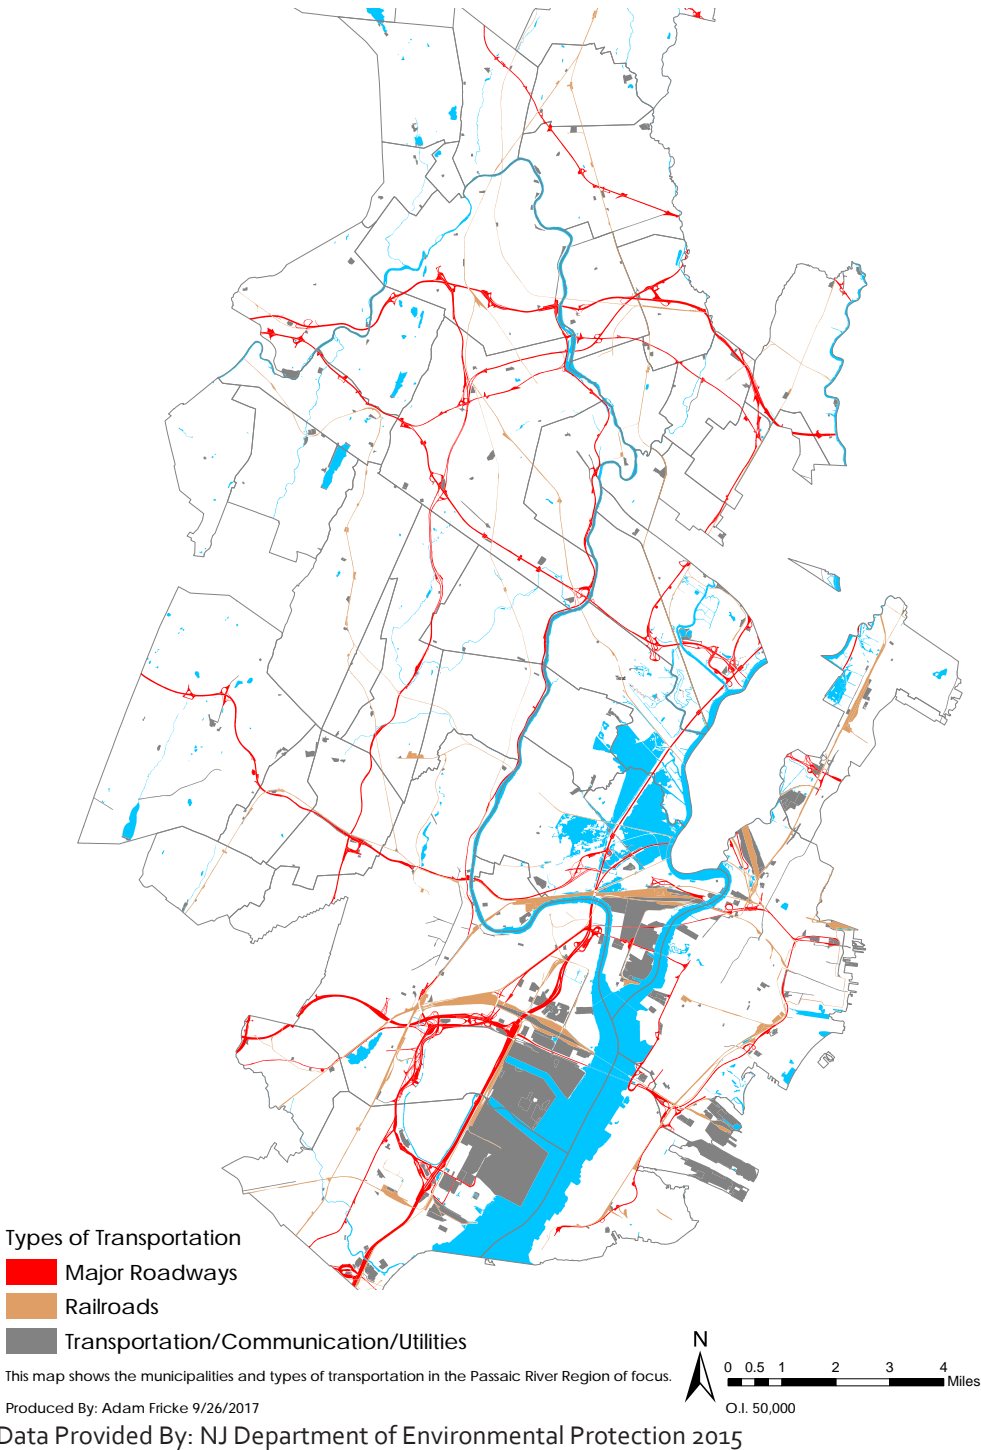 Types of Transportation
Major Roadways
Railroads
Transportation/Communication/Utilities
This map shows the municipalities and types of transportation in the Passaic River Region of focus.
Produced By: Adam Fricke 9/26/2017
N
0 0.5 1 2 3 4
Miles
O.I. 50,000
Data Provided By: NJ Department of Environmental Protection 2015